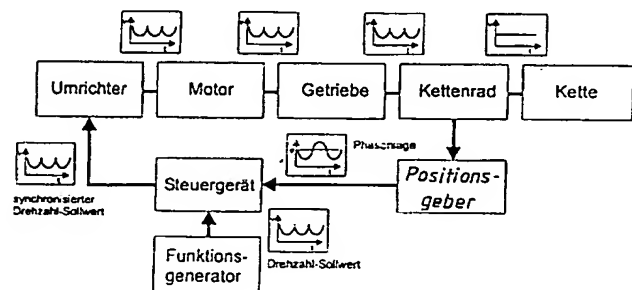 Umrichter
Motor
Getriebe
Kettenrad
Kette
Phasenlage
Steuergerät
Positions-
geber
synchronisierter
Drehzahl-Sollwert
Funktions-
generator
Drehzahl-Sollwert